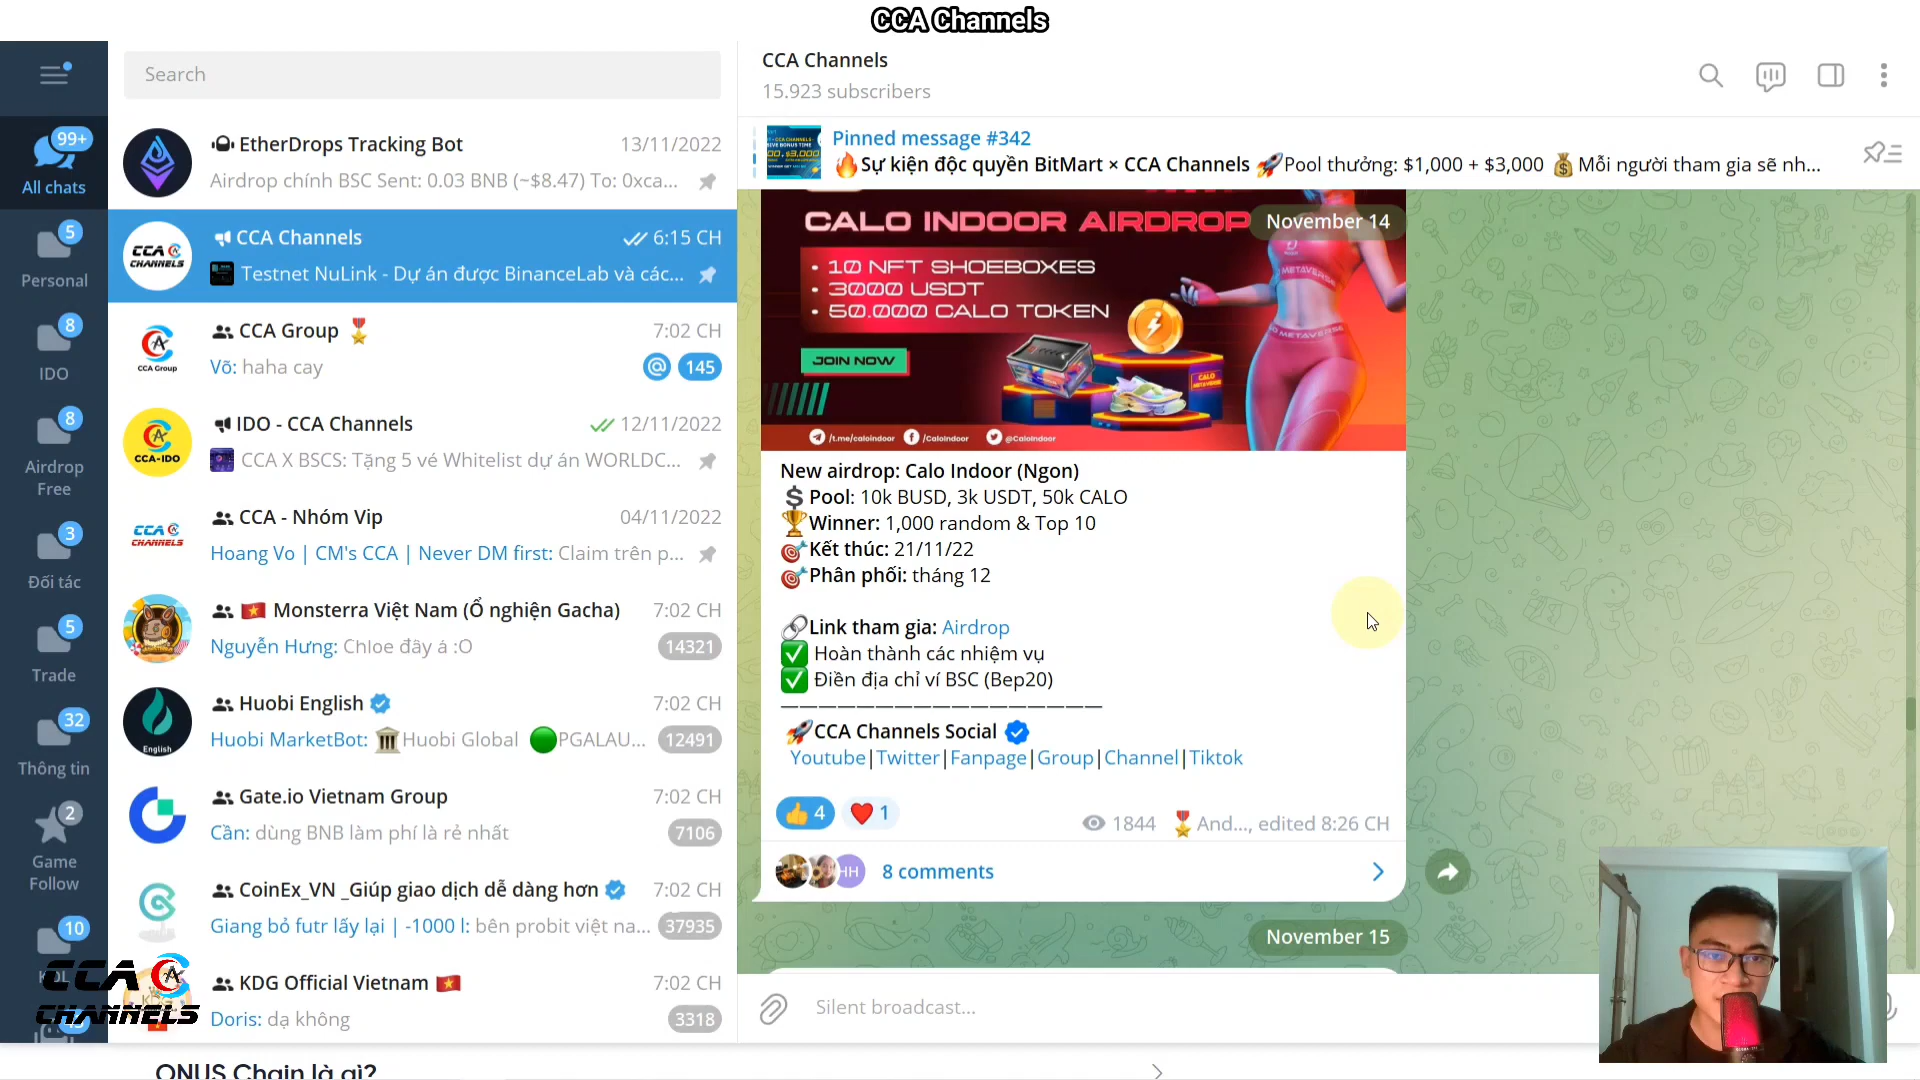 CCA Channels
Search
99+
All chats
5
Personal
8
IDO
8
Airdrop
Free
3
Đối tác
5
Trade
32
Thông tin
2
Game
Follow
10
EtherDrops Tracking Bot
13/11/2022
Airdrop chính BSC Sent: 0.03 BNB (~$8.47) To: 0xca...
CCA
CHANNELS
CCA Channels
6:15 CH
Testnet NuLink - Dự án được BinanceLab và các...
CCA Group
CCA Group
7:02 CH
Võ: haha cay
@
145
CCA-IDO
IDO - CCA Channels
12/11/2022
CCA X BSCS: Tặng 5 vé Whitelist dự án WORLDC...
CCA
CHANNELS
CCA - Nhóm Vip
04/11/2022
Hoang Vo | CM's CCA | Never DM first: Claim trên p...
Monsterra Việt Nam (Ổ nghiện Gacha)
7:02 CH
Nguyễn Hưng: Chloe đây á :O
14321
English
Huobi English
7:02 CH
Huobi MarketBot: 🏛Huobi Global 🟢PGALAU...
12491
Gate.io Vietnam Group
7:02 CH
Cần: dùng BNB làm phí là rẻ nhất
7106
CoinEx_VN _Giúp giao dịch dễ dàng hơn
7:02 CH
Giang bỏ futr lấy lại | -1000 l: bên probit việt na...
37935
KDG Official Vietnam 🇻🇳
7:02 CH
Doris: dạ không
3318
CCA
CHANNELS
CCA Channels
15.923 subscribers
Pinned message #342
🔥Sự kiện độc quyền BitMart × CCA Channels 🚀Pool thưởng: $1,000 + $3,000 💰Mỗi người tham gia sẽ nh...
CALO INDOOR AIRDROP
November 14
• 10 NFT SHOEBOXES
• 3000 USDT
• 50.000 CALO TOKEN
JOIN NOW
/t.me/caloindoor
/CaloIndoor
@CaloIndoor
New airdrop: Calo Indoor (Ngon)
💲Pool: 10k BUSD, 3k USDT, 50k CALO
🏆Winner: 1,000 random & Top 10
🎯Kết thúc: 21/11/22
🎯Phân phối: tháng 12
🔗Link tham gia: Airdrop
✅ Hoàn thành các nhiệm vụ
✅ Điền địa chỉ ví BSC (Bep20)
—————————————————
🚀CCA Channels Social
Youtube|Twitter|Fanpage|Group|Channel|Tiktok
👍 4
❤️ 1
1844
🎖And..., edited 8:26 CH
HH
8 comments
November 15
Silent broadcast...
ONUS Chain là gì?